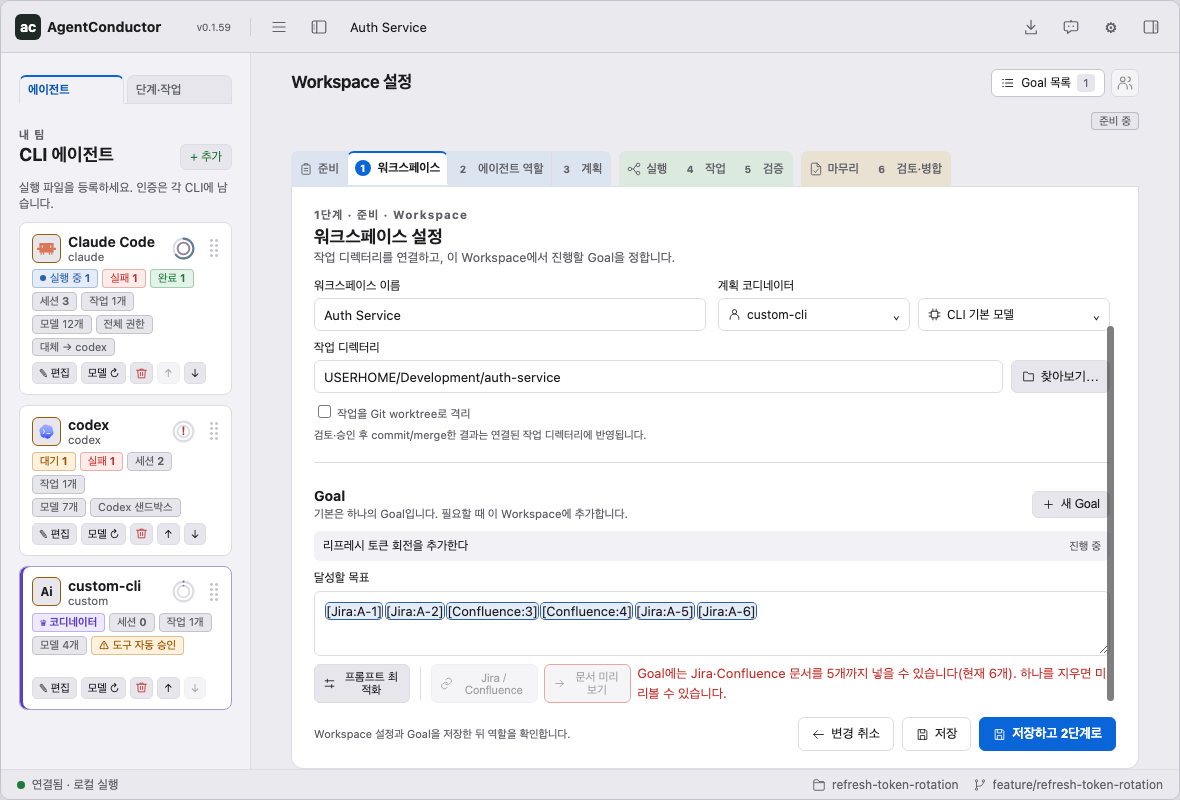 ac AgentConductor v0.1.59 Auth Service
에이전트 단계·작업
내 팀
CLI 에이전트
+ 추가
실행 파일을 등록하세요. 인증은 각 CLI에 남
습니다.
Claude Code
claude
실행 중 1 실패 1 완료 1
세션 3 작업 1개
모델 12개 전체 권한
대체 → codex
편집 모델
codex
codex
대기 1 실패 1 세션 2
작업 1개
모델 7개 Codex 샌드박스
편집 모델
Ai custom-cli
custom
코디네이터 세션 0 작업 1개
모델 4개 도구 자동 승인
편집 모델
Workspace 설정
Goal 목록 1
준비 중
준비 1 워크스페이스 2 에이전트 역할 3 계획 실행 4 작업 5 검증 마무리 6 검토·병합
1단계 · 준비 · Workspace
워크스페이스 설정
작업 디렉터리를 연결하고, 이 Workspace에서 진행할 Goal을 정합니다.
워크스페이스 이름 계획 코디네이터
Auth Service custom-cli CLI 기본 모델
작업 디렉터리
USERHOME/Development/auth-service 찾아보기...
작업을 Git worktree로 격리
검토·승인 후 commit/merge한 결과는 연결된 작업 디렉터리에 반영됩니다.
Goal
기본은 하나의 Goal입니다. 필요할 때 이 Workspace에 추가합니다.
+ 새 Goal
리프레시 토큰 회전을 추가한다 진행 중
달성할 목표
[Jira:A-1] [Jira:A-2] [Confluence:3] [Confluence:4] [Jira:A-5] [Jira:A-6]
프롬프트 최
적화
Jira /
Confluence
문서 미리
보기
Goal에는 Jira·Confluence 문서를 5개까지 넣을 수 있습니다(현재 6개). 하나를 지우면 미
리볼 수 있습니다.
Workspace 설정과 Goal을 저장한 뒤 역할을 확인합니다.
← 변경 취소 저장 저장하고 2단계로
연결됨 · 로컬 실행 refresh-token-rotation feature/refresh-token-rotation